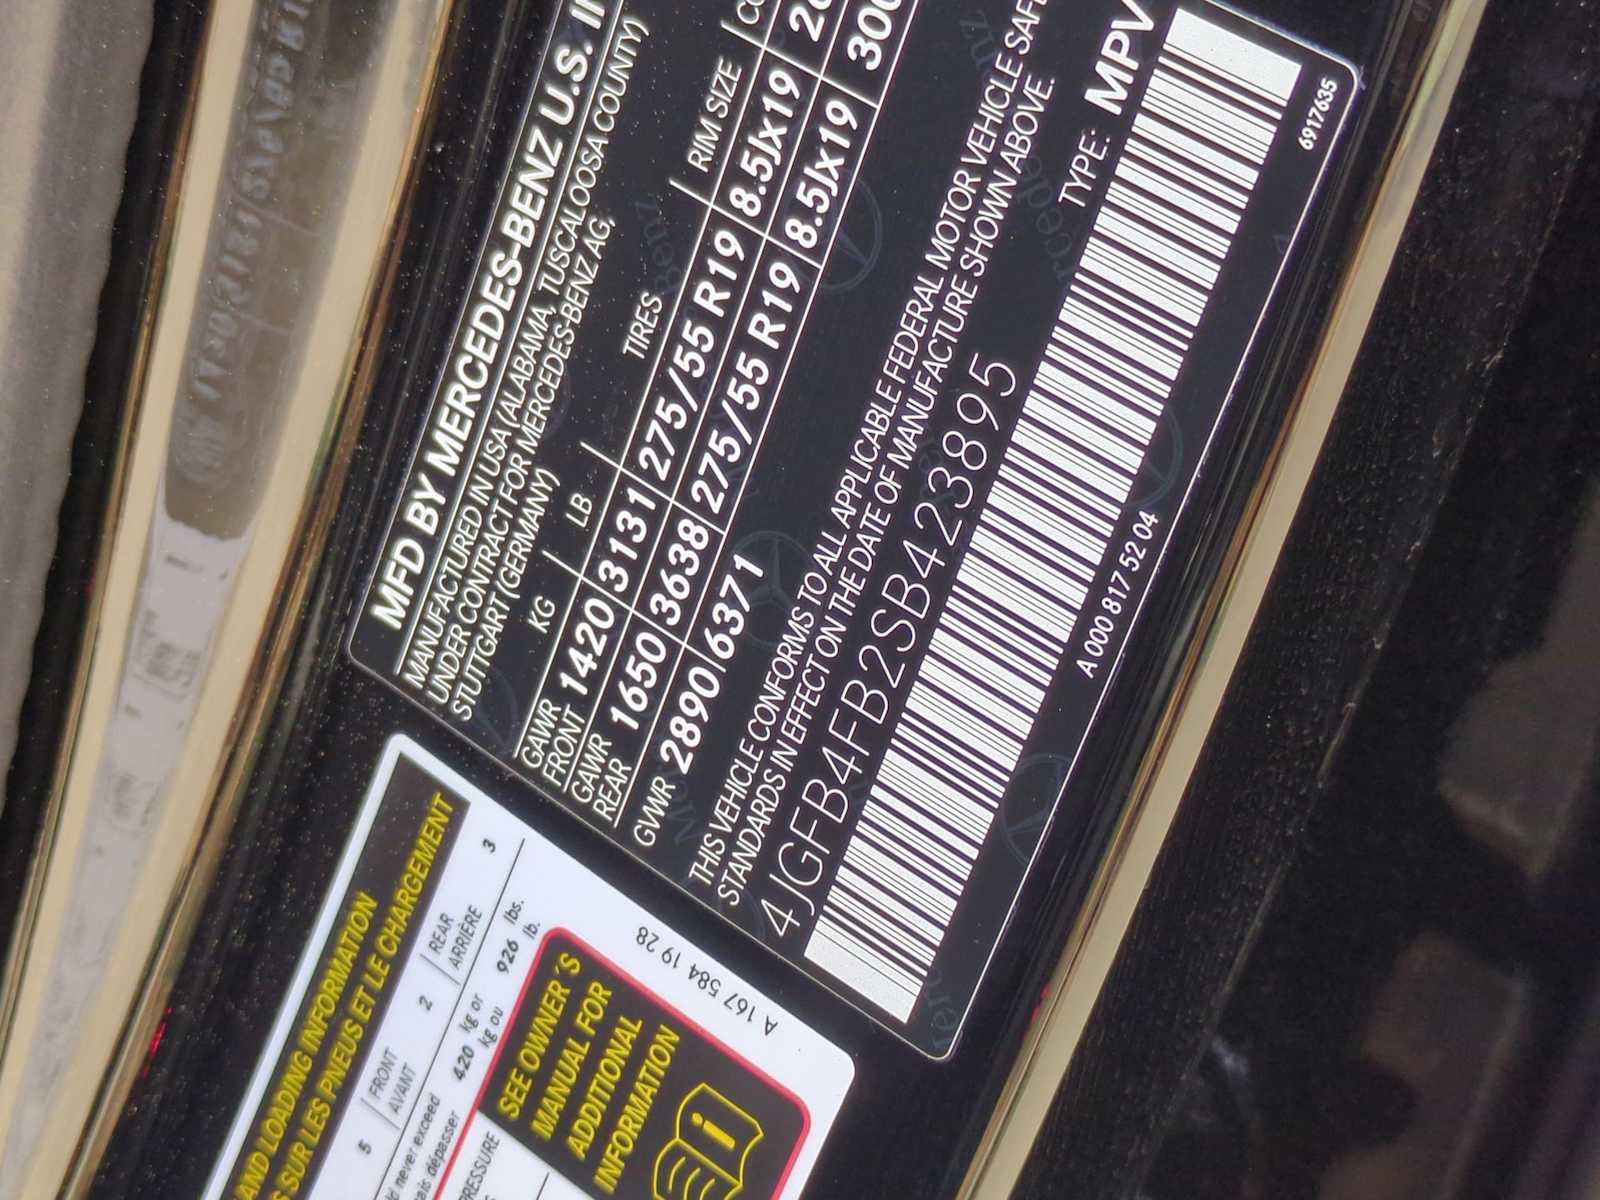 MFD BY MERCEDES-BENZ U.S.
MANUFACTURED IN USA (ALABAMA, TUSCALOOSA COUNTY)
UNDER CONTRACT FOR MERCEDES-BENZ AG,
STUTTGART (GERMANY)
KG LB TIRES RIM SIZE
GAWR FRONT 1420 3131 275/55 R19 8.5Jx19
GAWR REAR 1650 3638 275/55 R19 8.5Jx19 300
GVWR 2890 6371
THIS VEHICLE CONFORMS TO ALL APPLICABLE FEDERAL MOTOR VEHICLE
STANDARDS IN EFFECT ON THE DATE OF MANUFACTURE SHOWN ABOVE.
4JGFB4FB2SB423895 TYPE: MPV
A 000 817 52 04 6917635
AND LOADING INFORMATION
SUR LES PNEUS ET LE CHARGEMENT
5 FRONT AVANT 2 REAR ARRIÈRE 3
never exceed 420 kg or 926 lbs.
dépasser kg ou lb.
SEE OWNER´S
MANUAL FOR
ADDITIONAL
INFORMATION
i
A 167 584 19 28